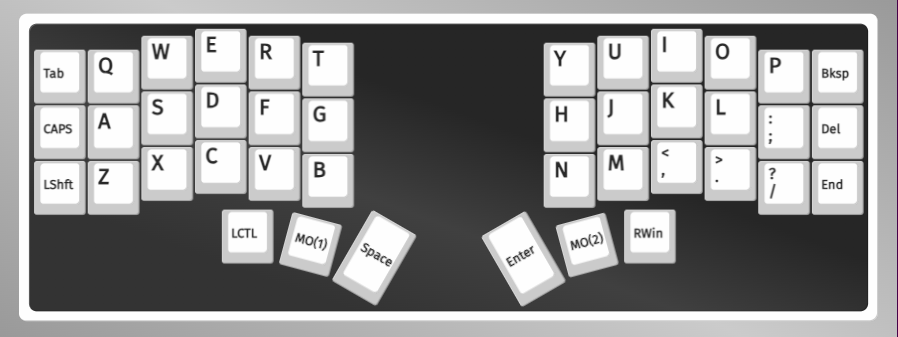 Tab Q W E R T Y U I O P Bksp
CAPS A S D F G H J K L : ; Del
LShft Z X C V B N M < , > . ? / End
LCTL MO(1) Space Enter MO(2) RWin